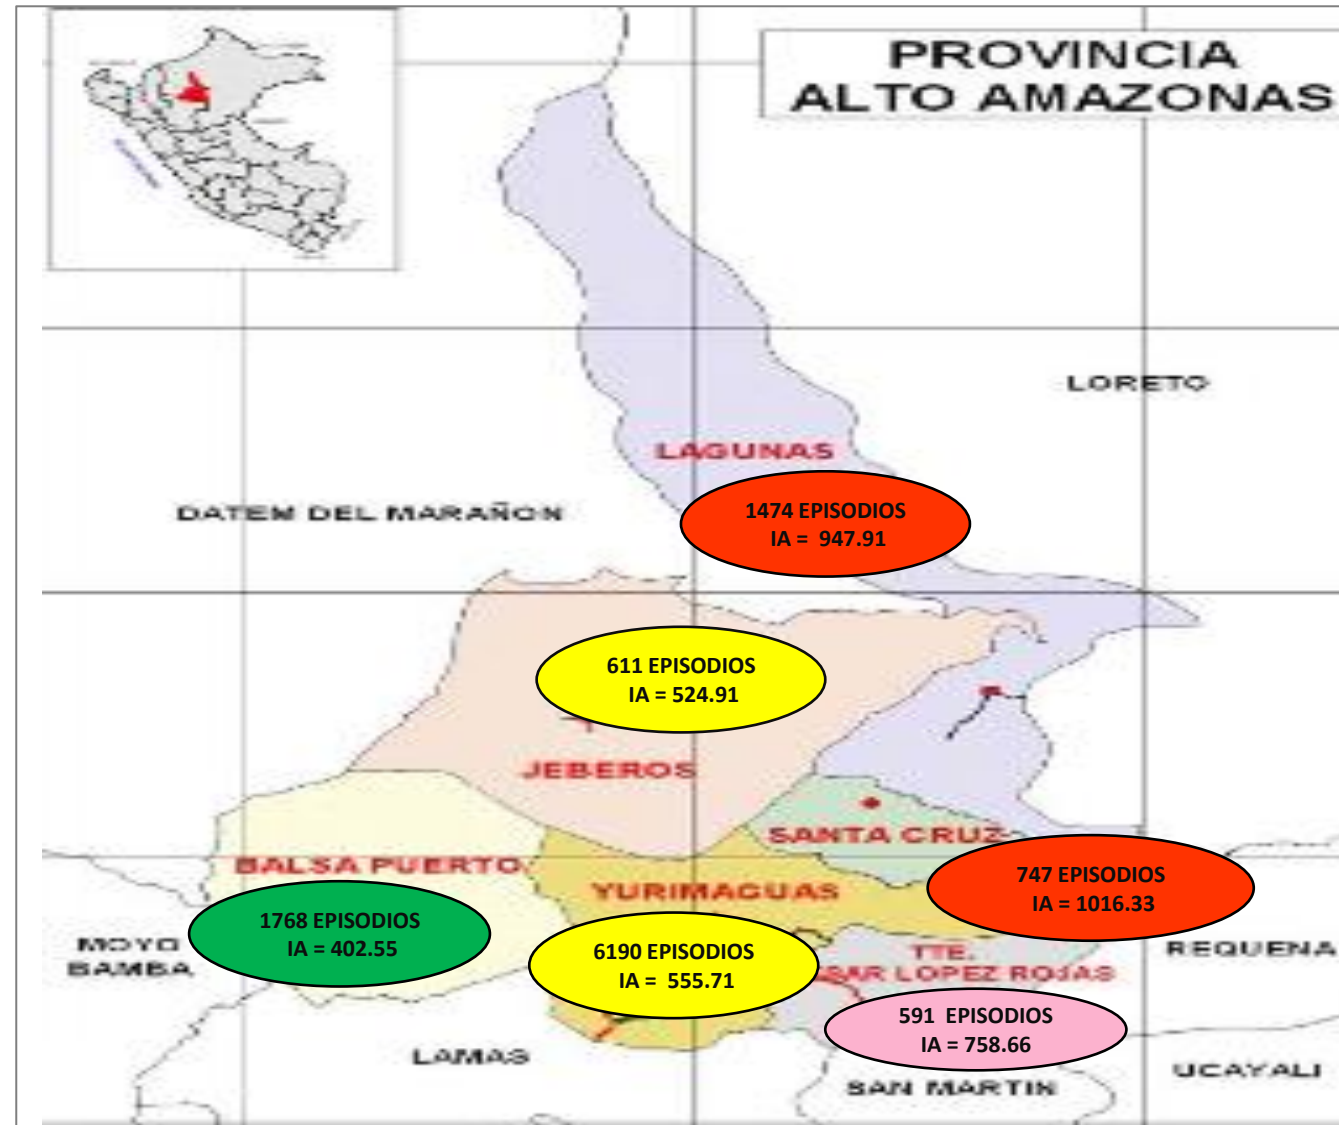 PROVINCIA
ALTO AMAZONAS
LORETO
LAGUNAS
DATEM DEL MARAÑON
1474 EPISODIOS
IA = 947.91
611 EPISODIOS
IA = 524.91
JEBEROS
SANTA CRUZ
BALSA PUERTO
YURIMAGUAS
747 EPISODIOS
IA = 1016.33
1768 EPISODIOS
IA = 402.55
6190 EPISODIOS
IA = 555.71
MOYO
BAMBA
TTE.
SAR LOPEZ ROJAS
REQUENA
591 EPISODIOS
IA = 758.66
LAMAS
SAN MARTIN
UCAYALI